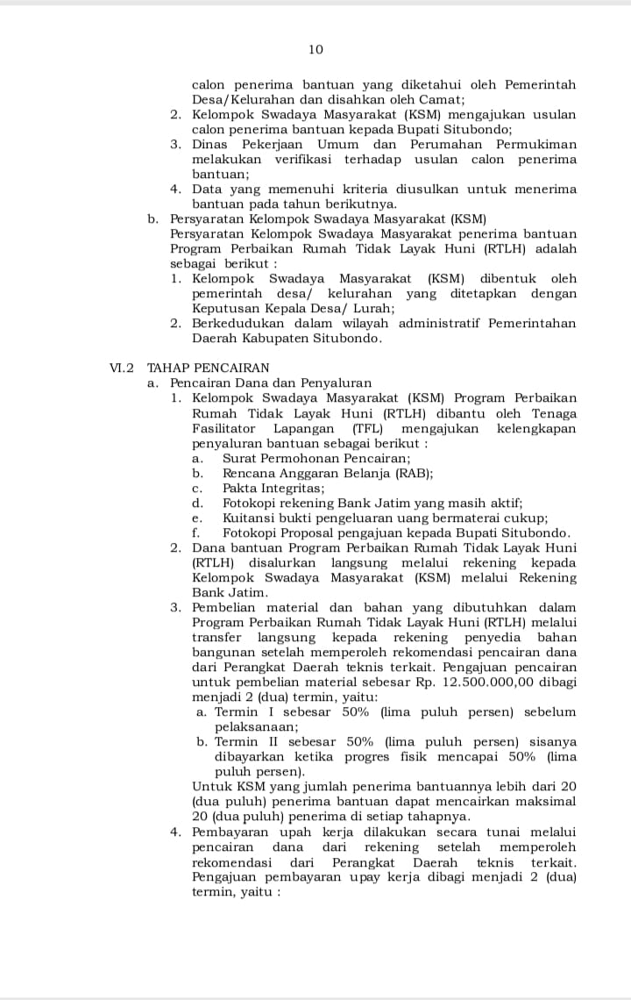 10
calon penerima bantuan yang diketahui oleh Pemerintah
Desa/Kelurahan dan disahkan oleh Camat;
2. Kelompok Swadaya Masyarakat (KSM) mengajukan usulan
calon penerima bantuan kepada Bupati Situbondo;
3. Dinas Pekerjaan Umum dan Perumahan Permukiman
melakukan verifikasi terhadap usulan calon penerima
bantuan;
4. Data yang memenuhi kriteria diusulkan untuk menerima
bantuan pada tahun berikutnya.
b. Persyaratan Kelompok Swadaya Masyarakat (KSM)
Persyaratan Kelompok Swadaya Masyarakat penerima bantuan
Program Perbaikan Rumah Tidak Layak Huni (RTLH) adalah
sebagai berikut :
1. Kelompok Swadaya Masyarakat (KSM) dibentuk oleh
pemerintah desa/ kelurahan yang ditetapkan dengan
Keputusan Kepala Desa/ Lurah;
2. Berkedudukan dalam wilayah administratif Pemerintahan
Daerah Kabupaten Situbondo.
VI.2 TAHAP PENCAIRAN
a. Pencairan Dana dan Penyaluran
1. Kelompok Swadaya Masyarakat (KSM) Program Perbaikan
Rumah Tidak Layak Huni (RTLH) dibantu oleh Tenaga
Fasilitator Lapangan (TFL) mengajukan kelengkapan
penyaluran bantuan sebagai berikut :
a. Surat Permohonan Pencairan;
b. Rencana Anggaran Belanja (RAB);
c. Pakta Integritas;
d. Fotokopi rekening Bank Jatim yang masih aktif;
e. Kuitansi bukti pengeluaran uang bermaterai cukup;
f. Fotokopi Proposal pengajuan kepada Bupati Situbondo.
2. Dana bantuan Program Perbaikan Rumah Tidak Layak Huni
(RTLH) disalurkan langsung melalui rekening kepada
Kelompok Swadaya Masyarakat (KSM) melalui Rekening
Bank Jatim.
3. Pembelian material dan bahan yang dibutuhkan dalam
Program Perbaikan Rumah Tidak Layak Huni (RTLH) melalui
transfer langsung kepada rekening penyedia bahan
bangunan setelah memperoleh rekomendasi pencairan dana
dari Perangkat Daerah teknis terkait. Pengajuan pencairan
untuk pembelian material sebesar Rp. 12.500.000,00 dibagi
menjadi 2 (dua) termin, yaitu:
a. Termin I sebesar 50% (lima puluh persen) sebelum
pelaksanaan;
b. Termin II sebesar 50% (lima puluh persen) sisanya
dibayarkan ketika progres fisik mencapai 50% (lima
puluh persen).
Untuk KSM yang jumlah penerima bantuannya lebih dari 20
(dua puluh) penerima bantuan dapat mencairkan maksimal
20 (dua puluh) penerima di setiap tahapnya.
4. Pembayaran upah kerja dilakukan secara tunai melalui
pencairan dana dari rekening setelah memperoleh
rekomendasi dari Perangkat Daerah teknis terkait.
Pengajuan pembayaran upay kerja dibagi menjadi 2 (dua)
termin, yaitu :